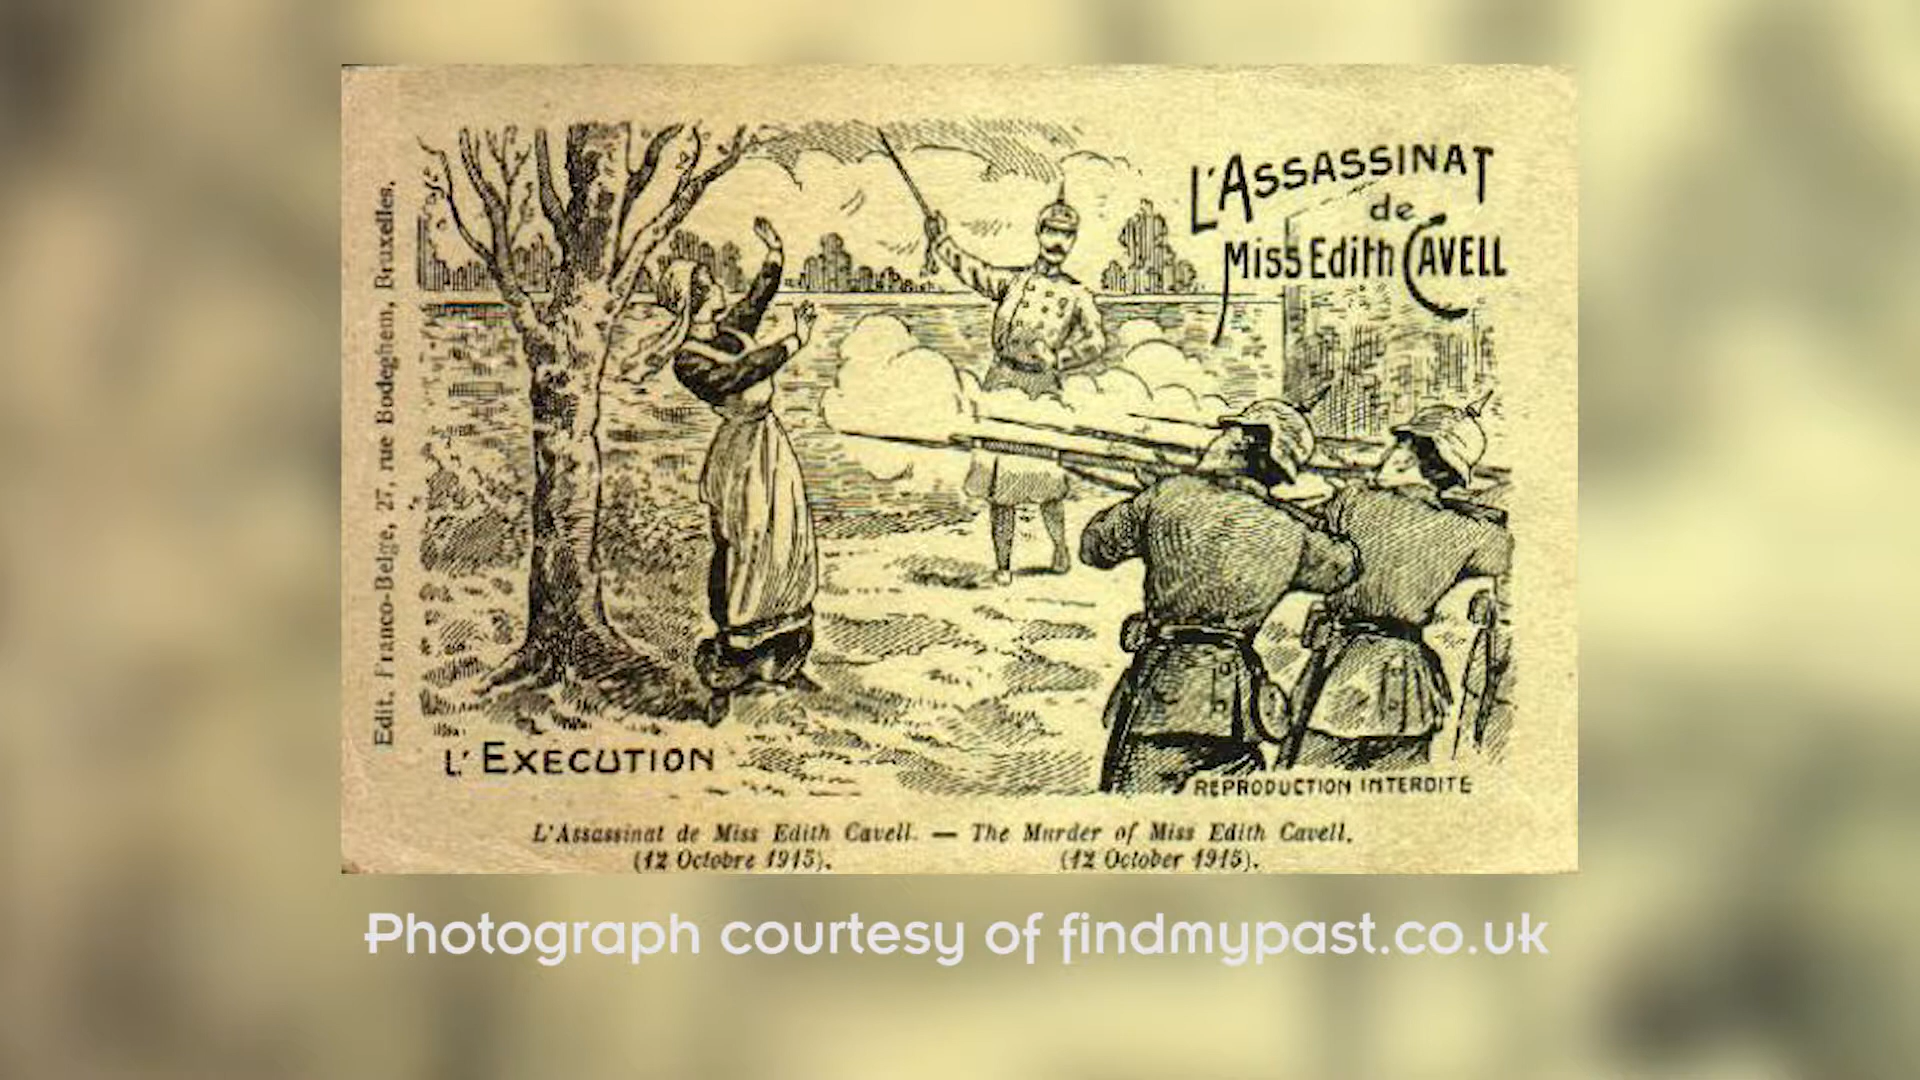 L'ASSASSINAT
de
Miss Edith CAVELL
Edit. Franco-Belge, 27, rue Bodeghem, Bruxelles.
L'EXECUTION
REPRODUCTION INTERDITE
L'Assassinat de Miss Edith Cavell. — The Murder of Miss Edith Cavell.
(12 Octobre 1915). (12 October 1915).
Photograph courtesy of findmypast.co.uk